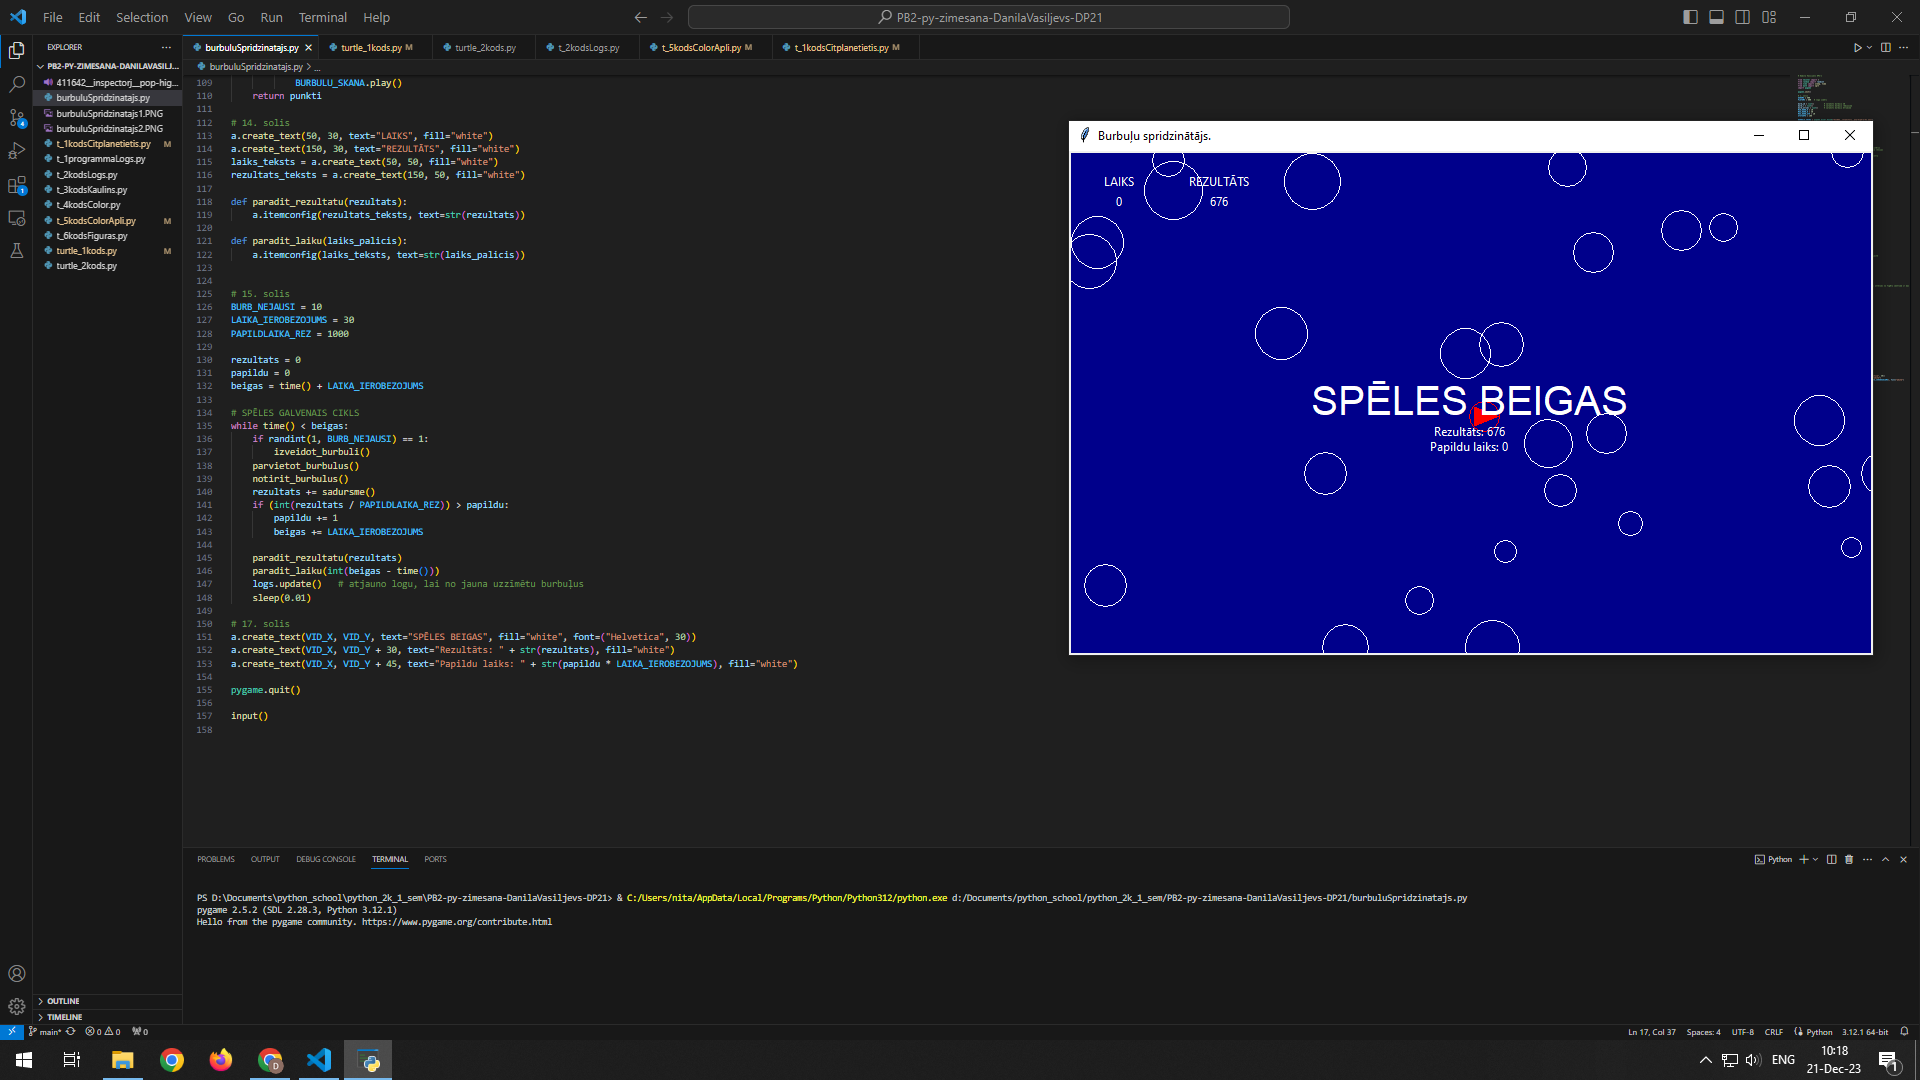 File Edit Selection View Go Run Terminal Help
PB2-py-zimesana-DanilaVasiljevs-DP21
EXPLORER
PB2-PY-ZIMESANA-DANILAVASILJ...
411642__inspectorj__pop-hig...
burbuluSpridzinatajs.py
burbuluSpridzinatajs1.PNG
burbuluSpridzinatajs2.PNG
t_1kodsCitplanetietis.py M
t_1programmaLogs.py
t_2kodsLogs.py
t_3kodsKaulins.py
t_4kodsColor.py
t_5kodsColorApli.py M
t_6kodsFiguras.py
turtle_1kods.py M
turtle_2kods.py
OUTLINE
TIMELINE
burbuluSpridzinatajs.py turtle_1kods.py M turtle_2kods.py t_2kodsLogs.py t_5kodsColorApli.py M t_1kodsCitplanetietis.py M
burbuluSpridzinatajs.py > ...
109 BURBULU_SKANA.play()
110 return punkti
111
112 # 14. solis
113 a.create_text(50, 30, text="LAIKS", fill="white")
114 a.create_text(150, 30, text="REZULTĀTS", fill="white")
115 laiks_teksts = a.create_text(50, 50, fill="white")
116 rezultats_teksts = a.create_text(150, 50, fill="white")
117
118 def paradit_rezultatu(rezultats):
119 a.itemconfig(rezultats_teksts, text=str(rezultats))
120
121 def paradit_laiku(laiks_palicis):
122 a.itemconfig(laiks_teksts, text=str(laiks_palicis))
123
124
125 # 15. solis
126 BURB_NEJAUSI = 10
127 LAIKA_IEROBEZOJUMS = 30
128 PAPILDLAIKA_REZ = 1000
129
130 rezultats = 0
131 papildu = 0
132 beigas = time() + LAIKA_IEROBEZOJUMS
133
134 # SPĒLES GALVENAIS CIKLS
135 while time() < beigas:
136 if randint(1, BURB_NEJAUSI) == 1:
137 izveidot_burbuli()
138 parvietot_burbulus()
139 notirit_burbulus()
140 rezultats += sadursme()
141 if (int(rezultats / PAPILDLAIKA_REZ)) > papildu:
142 papildu += 1
143 beigas += LAIKA_IEROBEZOJUMS
144
145 paradit_rezultatu(rezultats)
146 paradit_laiku(int(beigas - time()))
147 logs.update() # atjauno logu, lai no jauna uzzimētu burbuļus
148 sleep(0.01)
149
150 # 17. solis
151 a.create_text(VID_X, VID_Y, text="SPĒLES BEIGAS", fill="white", font=("Helvetica", 30))
152 a.create_text(VID_X, VID_Y + 30, text="Rezultāts: " + str(rezultats), fill="white")
153 a.create_text(VID_X, VID_Y + 45, text="Papildu laiks: " + str(papildu * LAIKA_IEROBEZOJUMS), fill="white")
154
155 pygame.quit()
156
157 input()
158
Burbuļu spridzinātājs.
LAIKS REZULTĀTS
0 676
SPĒLES BEIGAS
Rezultāts: 676
Papildu laiks: 0
PROBLEMS OUTPUT DEBUG CONSOLE TERMINAL PORTS
Python
PS D:\Documents\python_school\python_2k_1_sem\PB2-py-zimesana-DanilaVasiljevs-DP21> & C:/Users/nita/AppData/Local/Programs/Python/Python312/python.exe d:/Documents/python_school/python_2k_1_sem/PB2-py-zimesana-DanilaVasiljevs-DP21/burbuluSpridzinatajs.py
pygame 2.5.2 (SDL 2.28.3, Python 3.12.1)
Hello from the pygame community. https://www.pygame.org/contribute.html
main* 0 0 0
Ln 17, Col 37 Spaces: 4 UTF-8 CRLF Python 3.12.1 64-bit
ENG
10:18
21-Dec-23
1